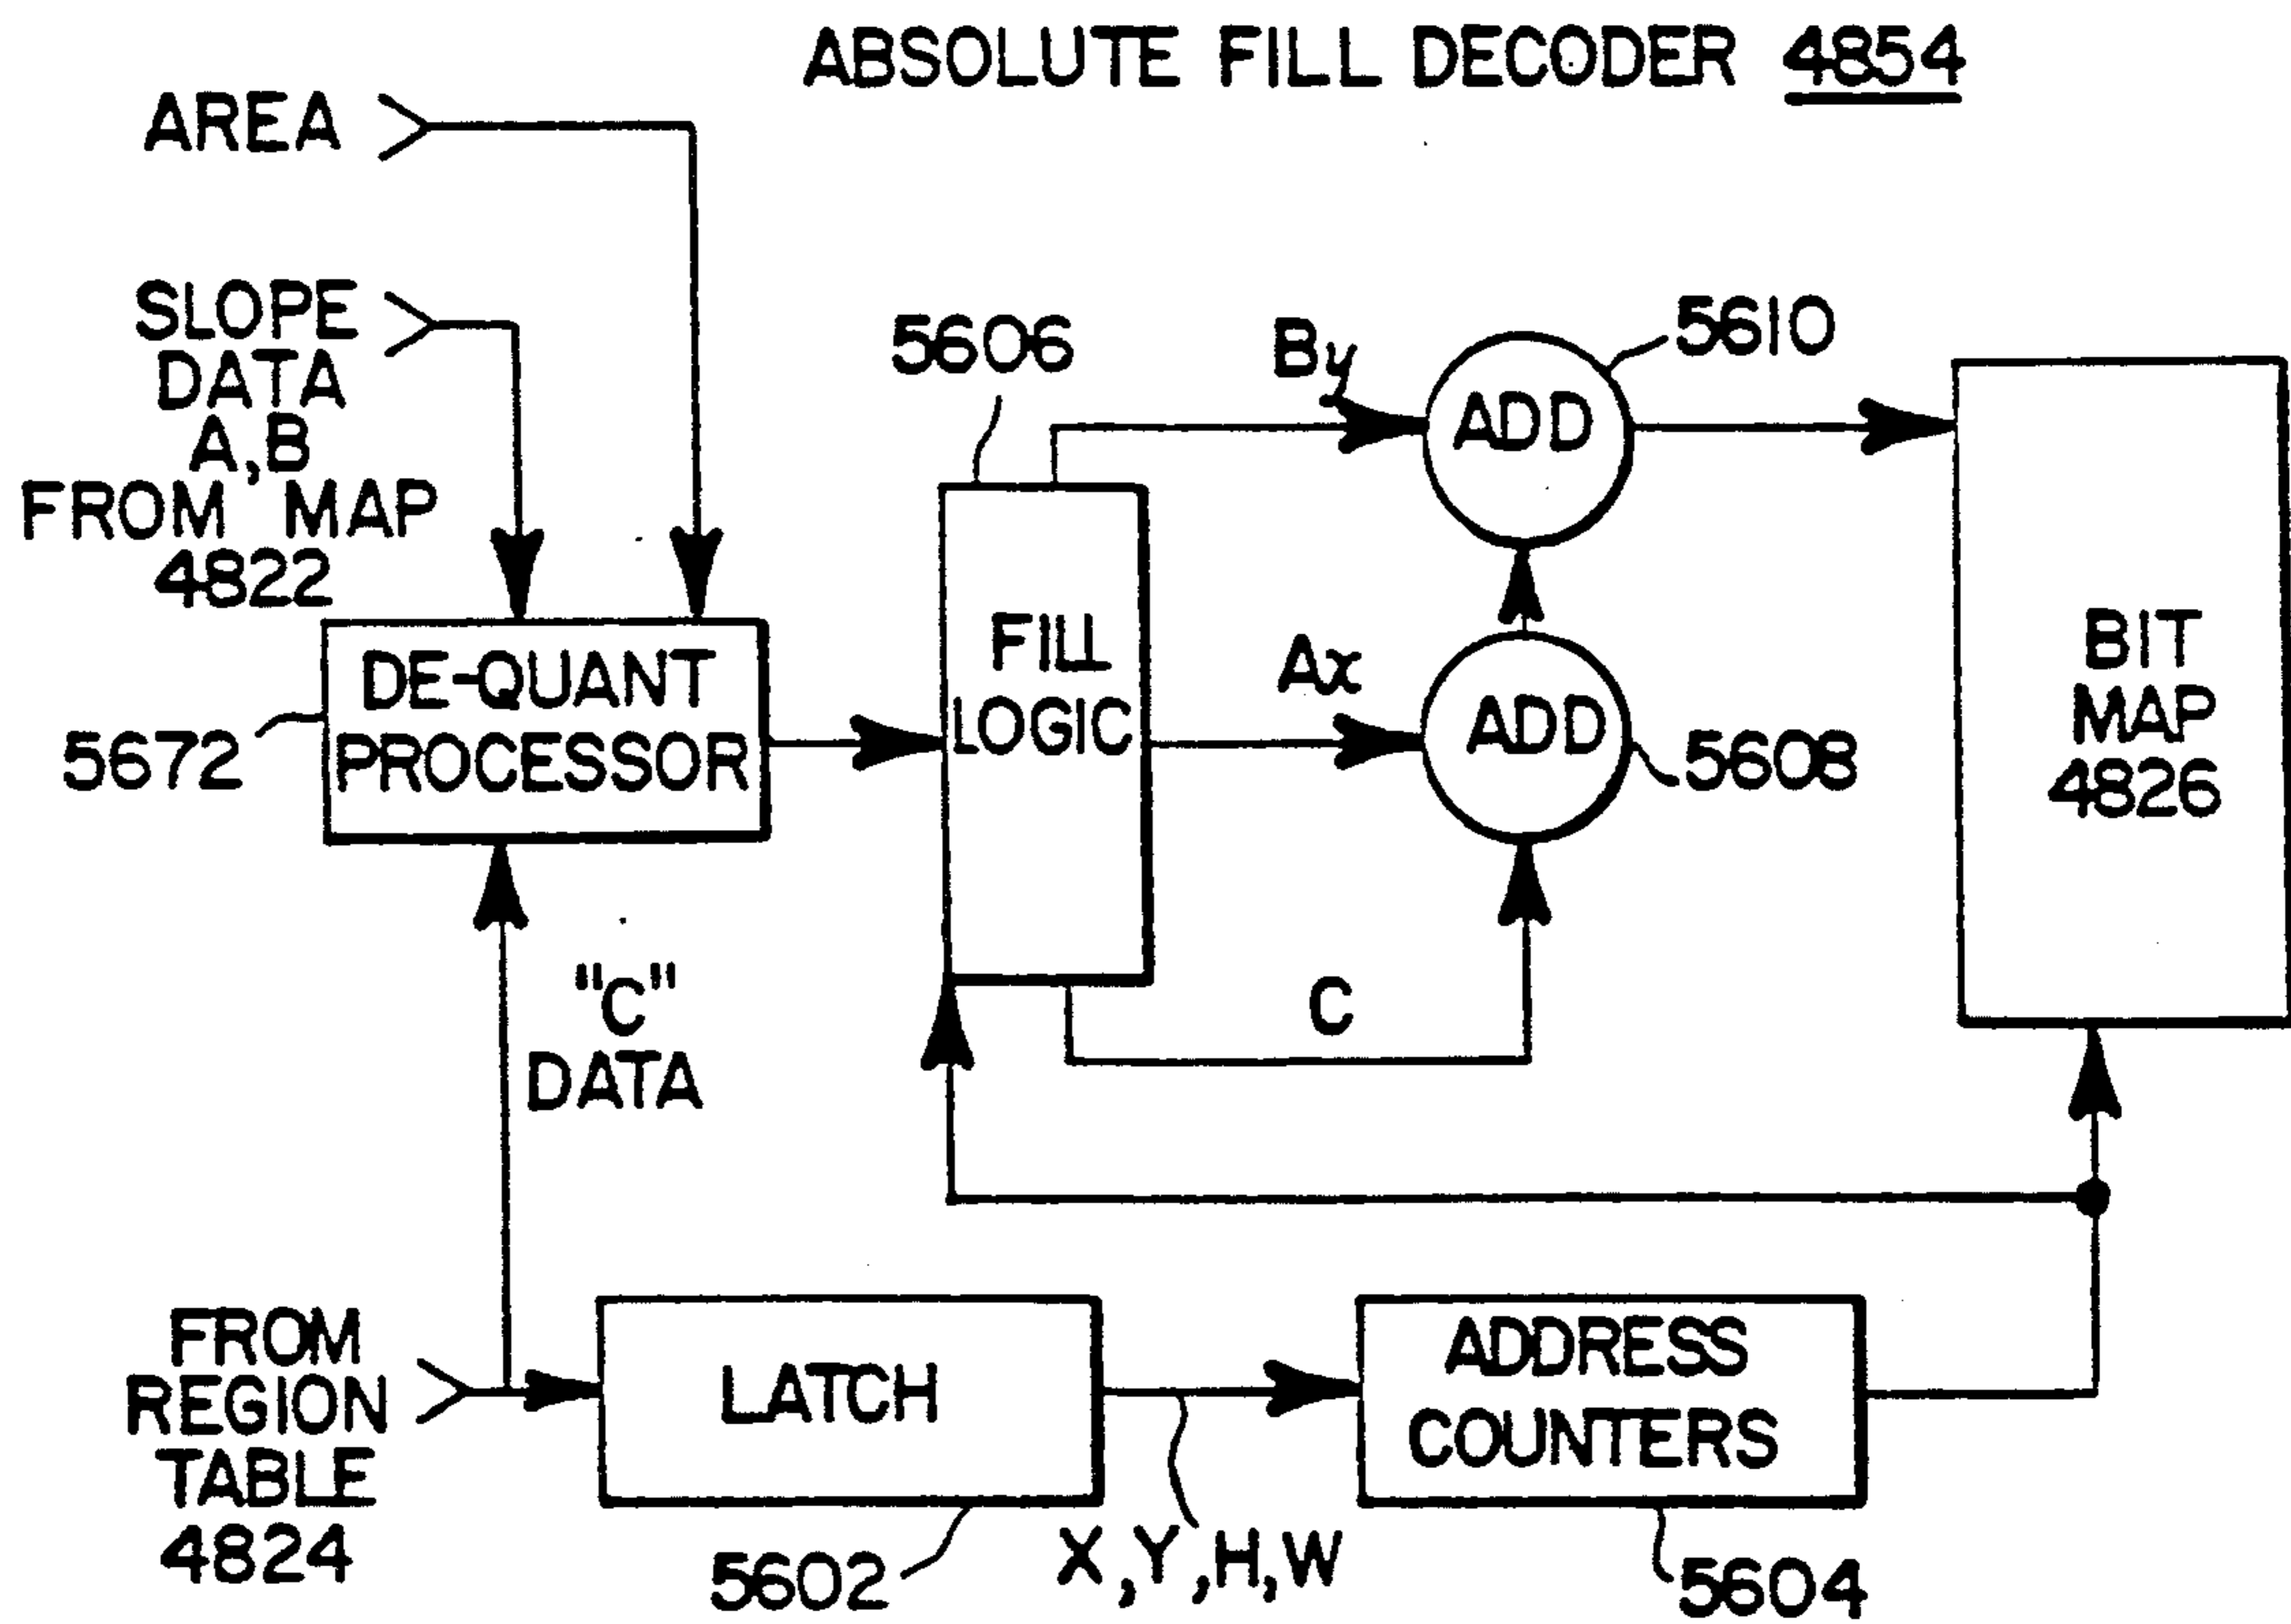 ABSOLUTE FILL DECODER 4854
AREA
SLOPE
DATA
A,B
FROM MAP
4822
5606
By
5610
ADD
DE-QUANT
PROCESSOR
5672
FILL
LOGIC
Ax
ADD
5608
BIT
MAP
4826
"C"
DATA
C
FROM
REGION
TABLE
4824
LATCH
5602
X,Y,H,W
ADDRESS
COUNTERS
5604